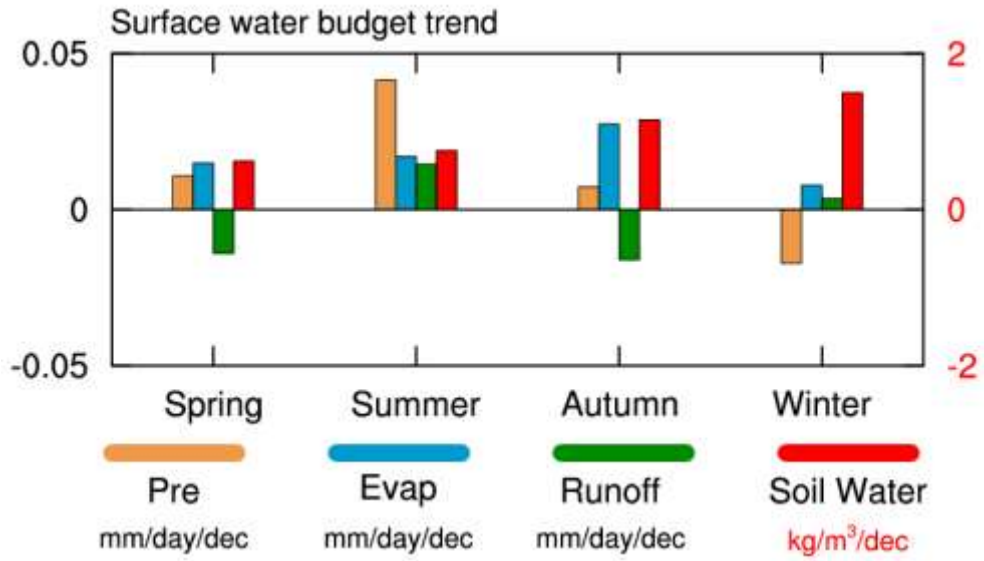 Surface water budget trend
0.05
2
0
0
-0.05
-2
Spring Summer Autumn Winter
Pre Evap Runoff Soil Water
mm/day/dec mm/day/dec mm/day/dec kg/m³/dec